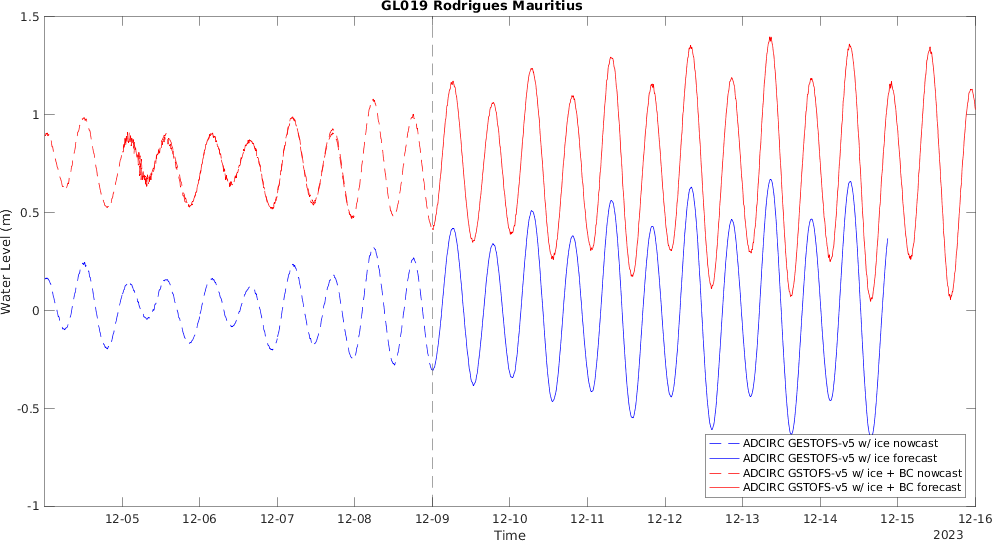 GL019 Rodrigues Mauritius
1.5
1
0.5
0
-0.5
-1
Water Level (m)
ADCIRC GESTOFS-v5 w/ ice nowcast
ADCIRC GESTOFS-v5 w/ ice forecast
ADCIRC GSTOFS-v5 w/ ice + BC nowcast
ADCIRC GSTOFS-v5 w/ ice + BC forecast
12-05 12-06 12-07 12-08 12-09 12-10 12-11 12-12 12-13 12-14 12-15 12-16
Time
2023